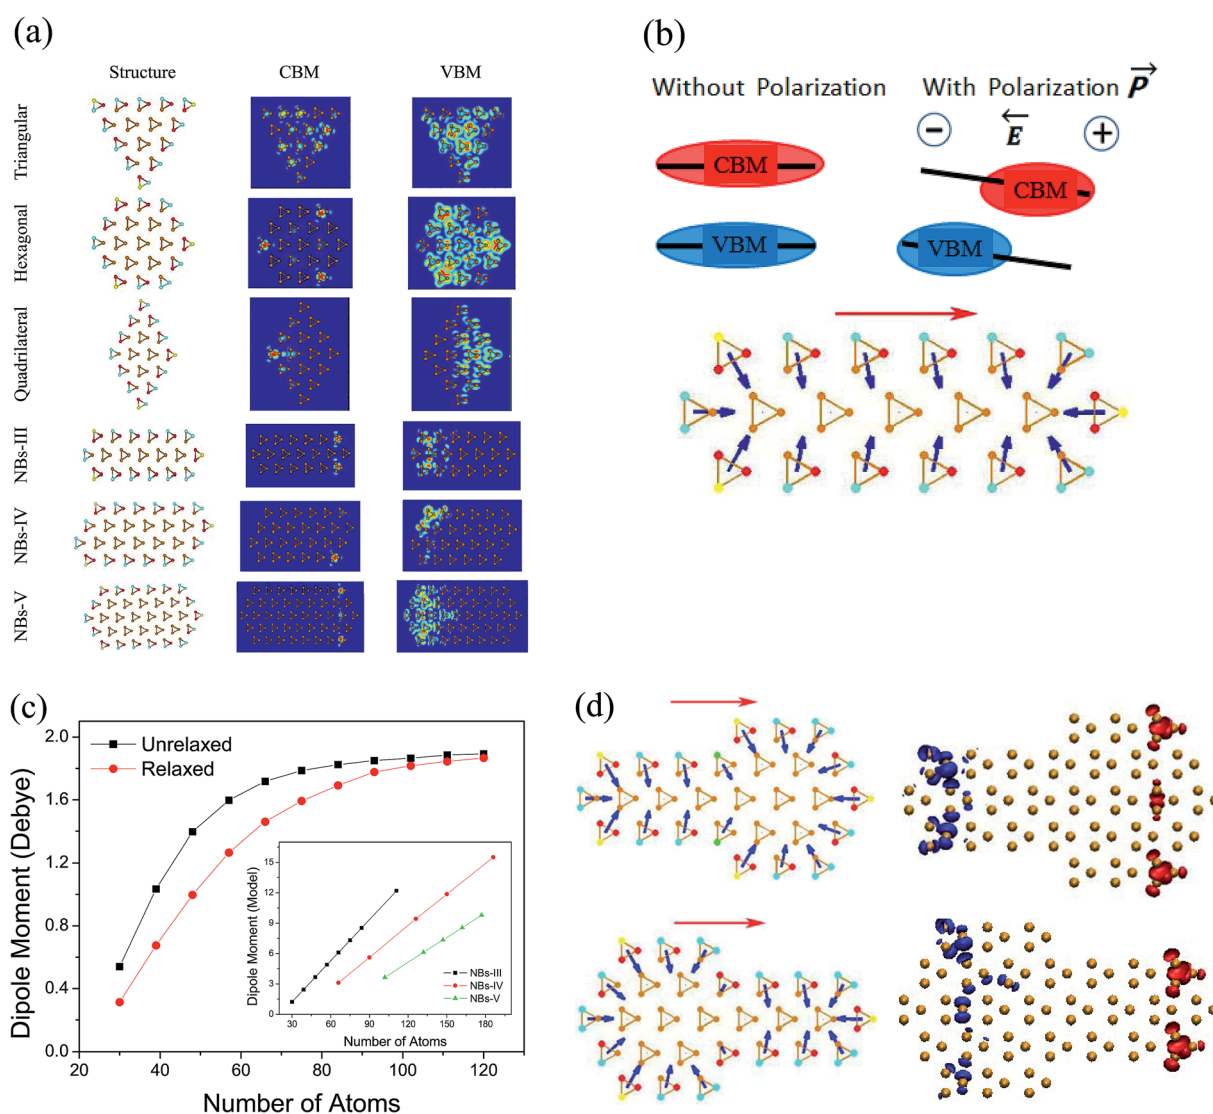 (a)
Structure CBM VBM
Triangular
Hexagonal
Quadrilateral
NBs-III
NBs-IV
NBs-V
(b)
Without Polarization With Polarization P
− E +
CBM CBM
VBM VBM
(c)
2.0
1.6
1.2
0.8
0.4
0.0
Dipole Moment (Debye)
Unrelaxed
Relaxed
20 40 60 80 100 120
Number of Atoms
15
12
9
6
3
0
Dipole Moment (Model)
NBs-III
NBs-IV
NBs-V
30 60 90 120 150 180
Number of Atoms
(d)